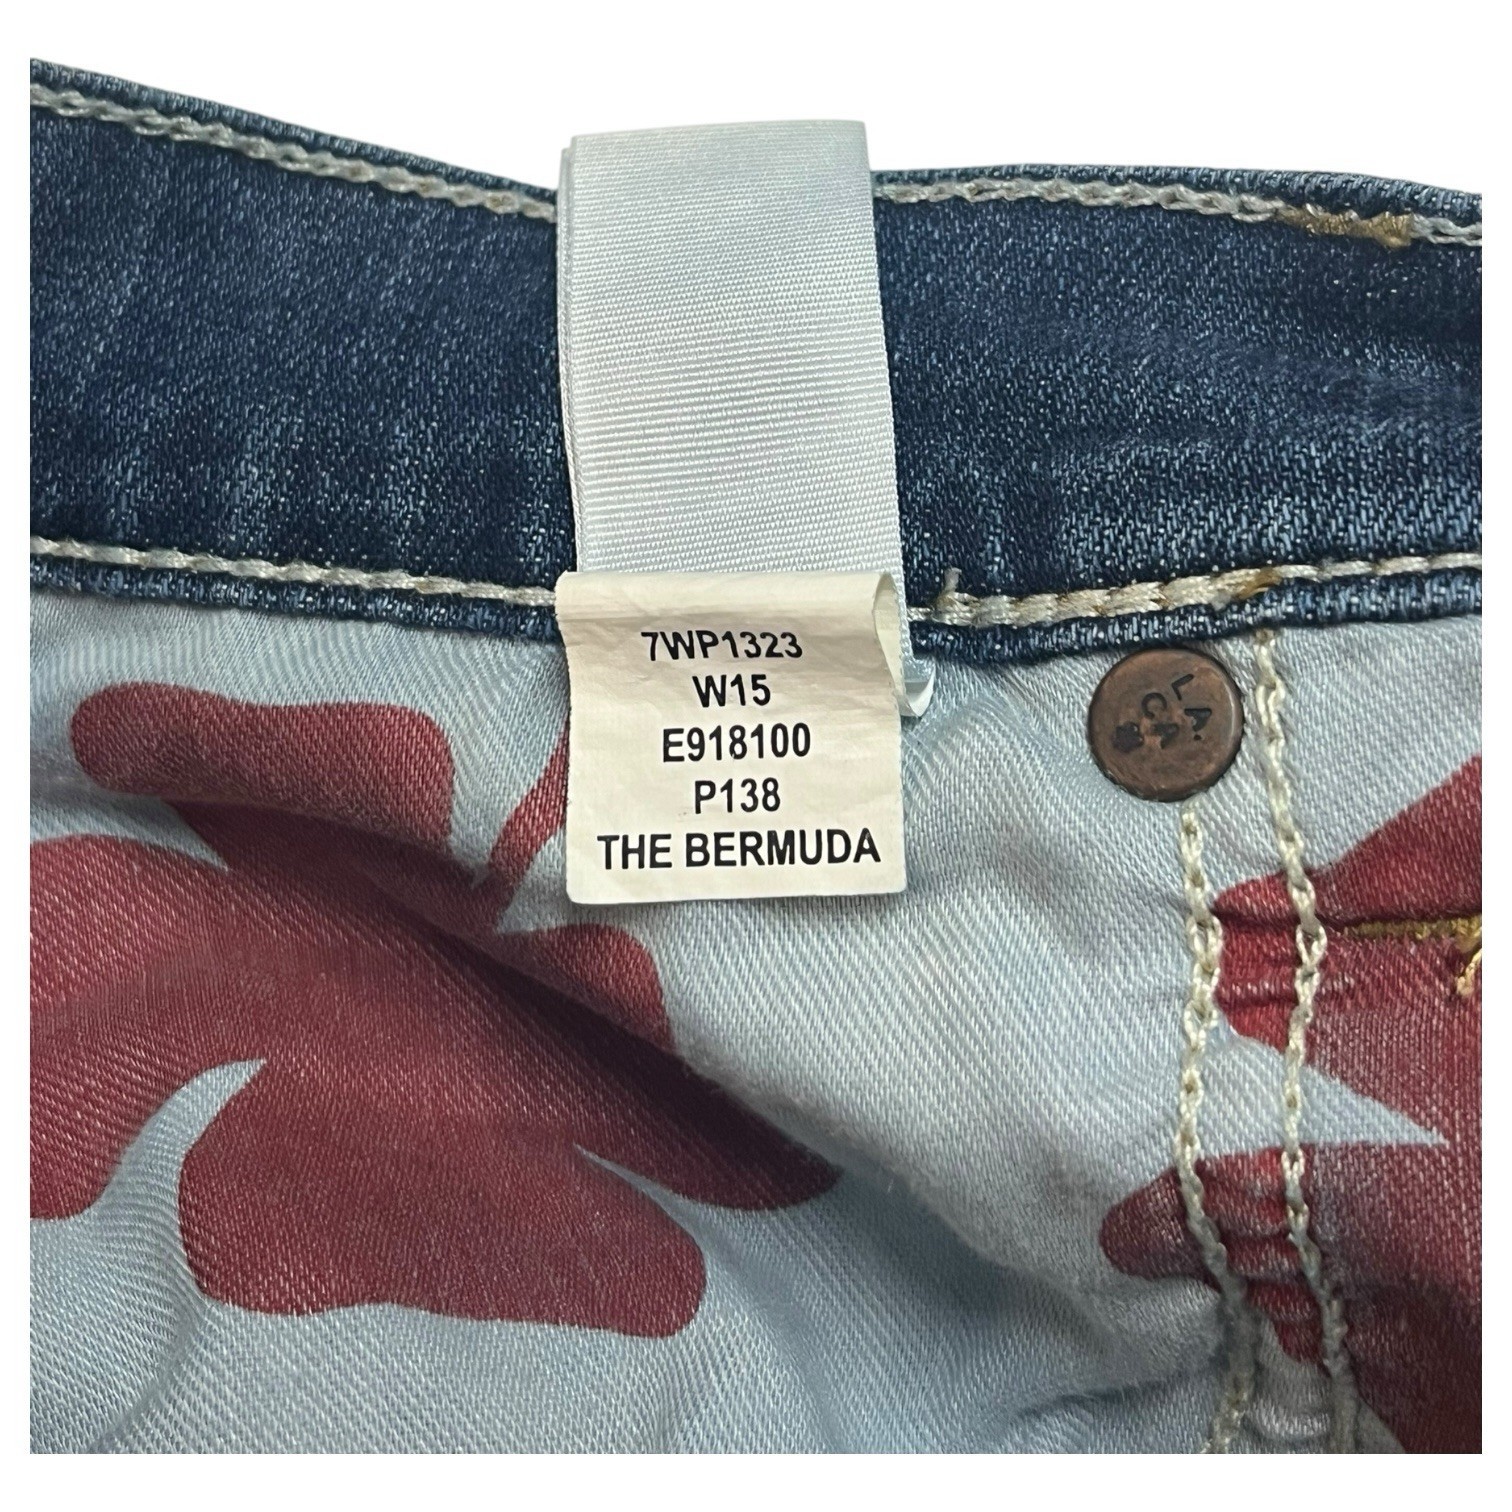 7WP1323
W15
E918100
P138
THE BERMUDA
LA
CA